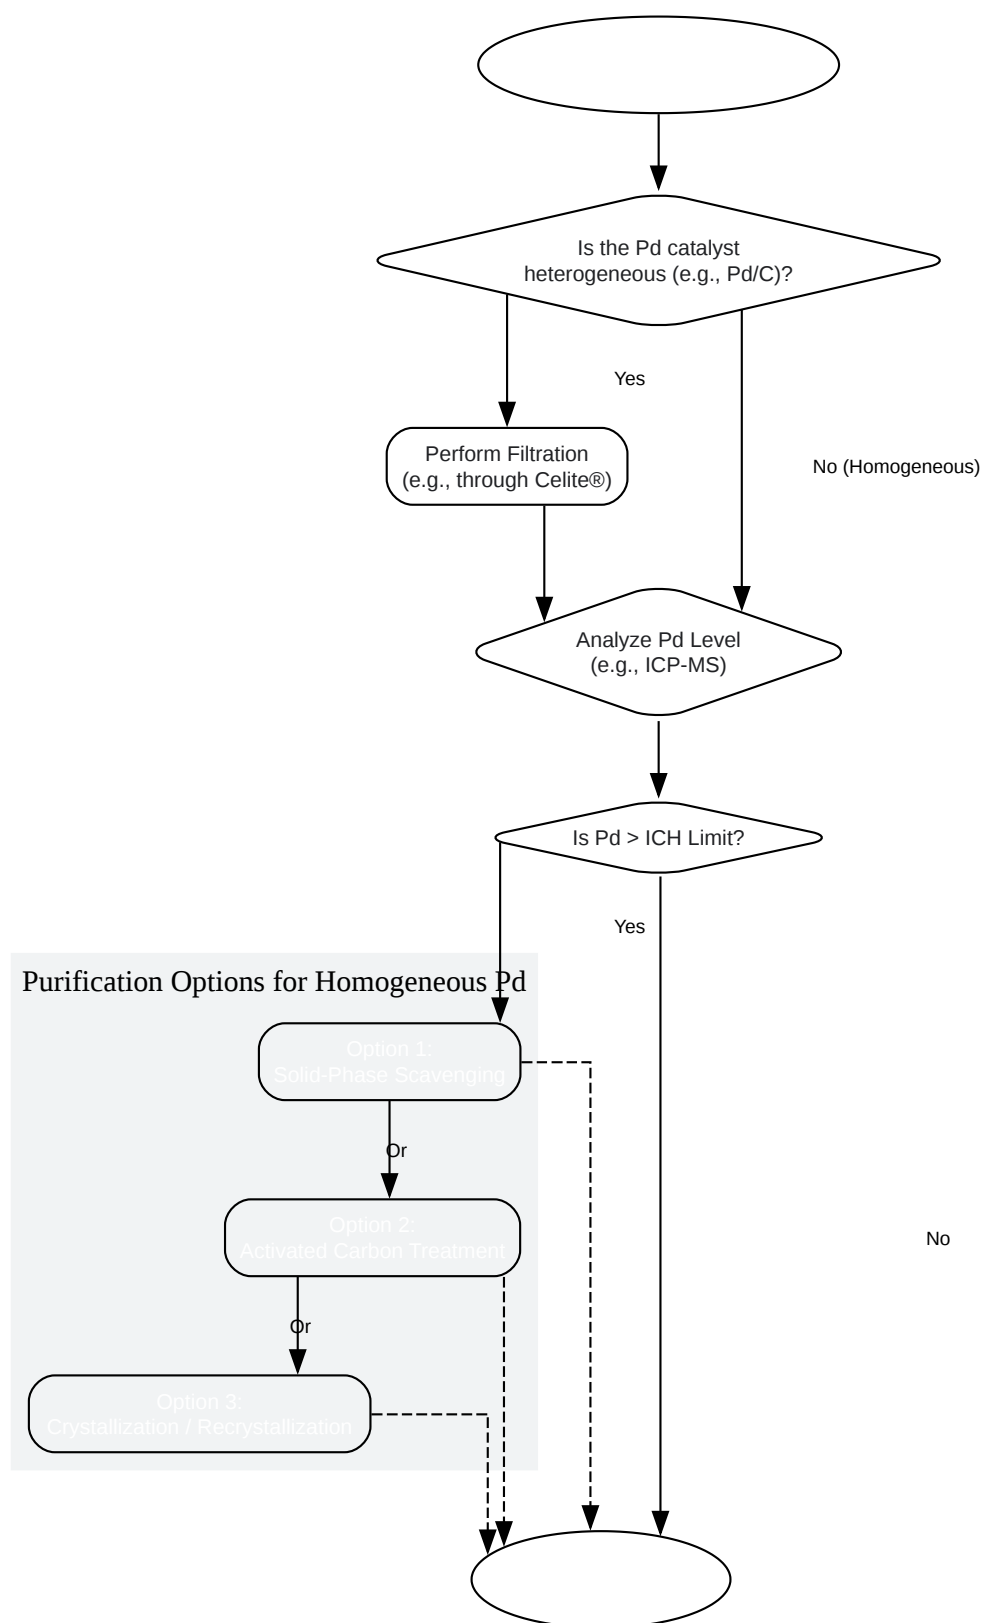 Is the Pd catalyst
heterogeneous (e.g., Pd/C)?
Yes
No (Homogeneous)
Perform Filtration
(e.g., through Celite®)
Analyze Pd Level
(e.g., ICP-MS)
Is Pd > ICH Limit?
Yes
Purification Options for Homogeneous Pd
Option 1:
Solid-Phase Scavenging
Or
Option 2:
Activated Carbon Treatment
No
Or
Option 3:
Crystallization / Recrystallization